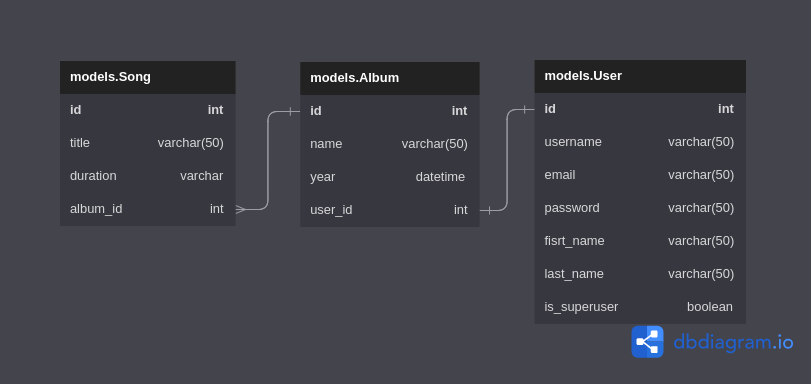 models.Song
id int
title varchar(50)
duration varchar
album_id int
models.Album
id int
name varchar(50)
year datetime
user_id int
models.User
id int
username varchar(50)
email varchar(50)
password varchar(50)
fisrt_name varchar(50)
last_name varchar(50)
is_superuser boolean
dbdiagram.io